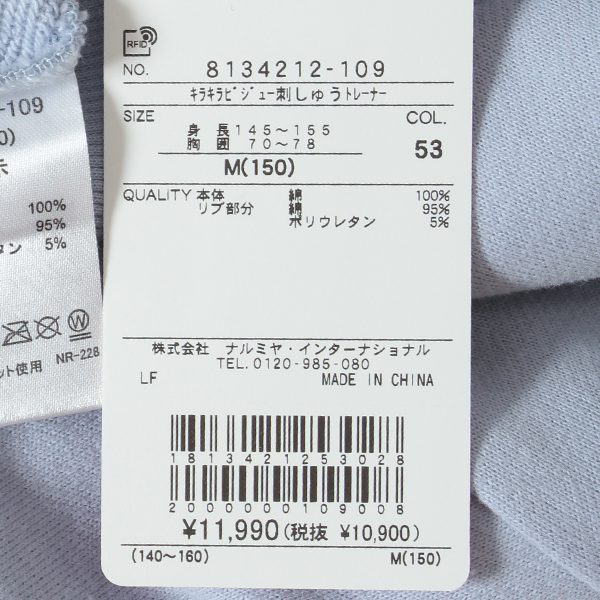 RFID
NO. 8134212-109
ｷﾗｷﾗﾋﾞｼﾞｭｰ刺しゅうﾄﾚｰﾅｰ
SIZE
COL.
身 長 145～155
胸 囲 70～78
53
M(150)
QUALITY 本体 綿 100%
リブ部分 綿 95%
ポリウレタン 5%
株式会社 ナルミヤ・インターナショナル
TEL.0120-985-080
LF MADE IN CHINA
1813421253028
2000000109008
¥11,990(税抜 ¥10,900)
(140～160) M(150)
-109
0)
示
100%
95%
タン 5%
W
ット使用 NR-228